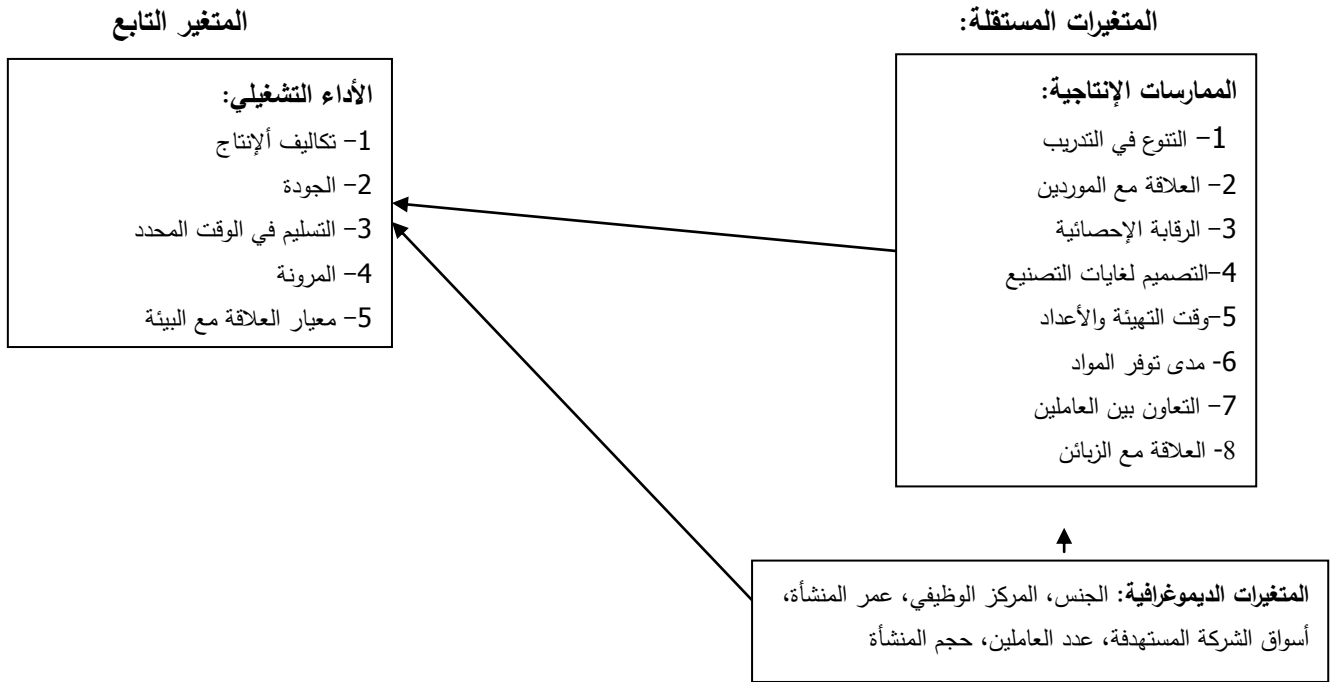 المتغيرات المستقلة:
الممارسات الإنتاجية:
1- التنوع في التدريب
2- العلاقة مع الموردين
3- الرقابة الإحصائية
4-التصميم لغايات التصنيع
5-وقت التهيئة والأعداد
6- مدى توفر المواد
7- التعاون بين العاملين
8- العلاقة مع الزبائن
المتغير التابع
الأداء التشغيلي:
1- تكاليف ألإنتاج
2- الجودة
3- التسليم في الوقت المحدد
4- المرونة
5- معيار العلاقة مع البيئة
المتغيرات الديموغرافية: الجنس، المركز الوظيفي، عمر المنشأة،
أسواق الشركة المستهدفة، عدد العاملين، حجم المنشأة